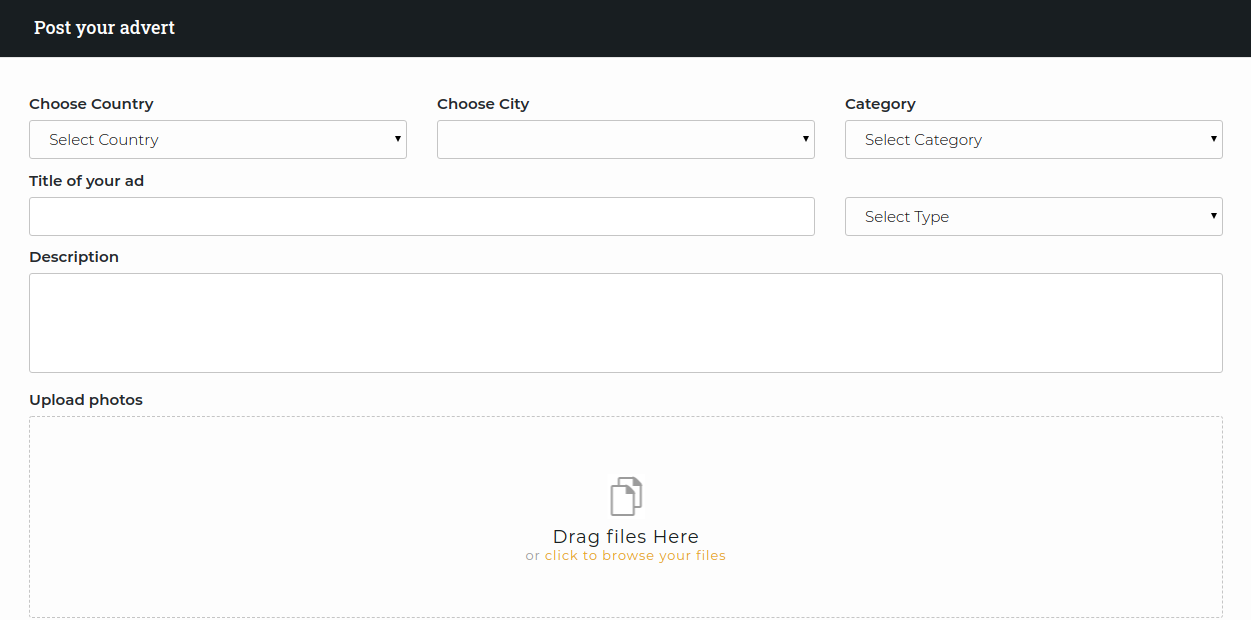 Post your advert
Choose Country
Choose City
Category
Select Country
Select Category
Title of your ad
Select Type
Description
Upload photos
Drag files Here
or click to browse your files